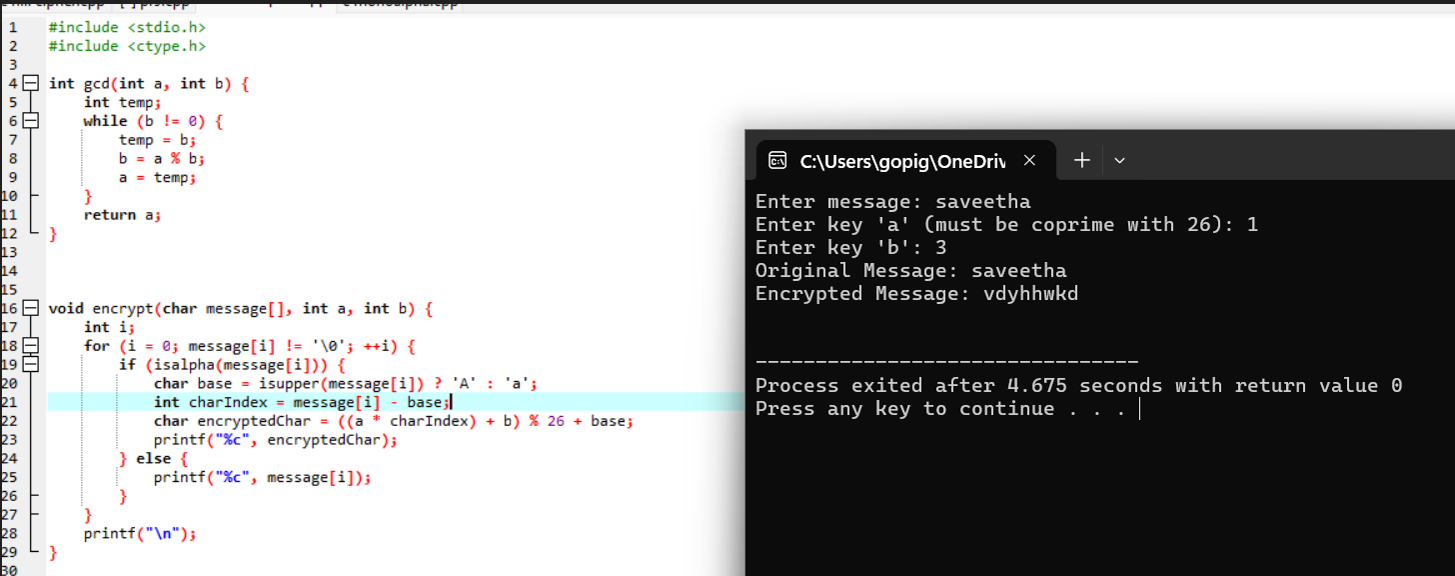 1 #include <stdio.h>
2 #include <ctype.h>
3
4 int gcd(int a, int b) {
5     int temp;
6     while (b != 0) {
7         temp = b;
8         b = a % b;
9         a = temp;
10     }
11     return a;
12 }
13
14
15
16 void encrypt(char message[], int a, int b) {
17     int i;
18     for (i = 0; message[i] != '\0'; ++i) {
19         if (isalpha(message[i])) {
20             char base = isupper(message[i]) ? 'A' : 'a';
21             int charIndex = message[i] - base;
22             char encryptedChar = ((a * charIndex) + b) % 26 + base;
23             printf("%c", encryptedChar);
24         } else {
25             printf("%c", message[i]);
26         }
27     }
28     printf("\n");
29 }
30
C:\Users\gopig\OneDriv
Enter message: saveetha
Enter key 'a' (must be coprime with 26): 1
Enter key 'b': 3
Original Message: saveetha
Encrypted Message: vdyhhwkd
--------------------------------
Process exited after 4.675 seconds with return value 0
Press any key to continue . . .